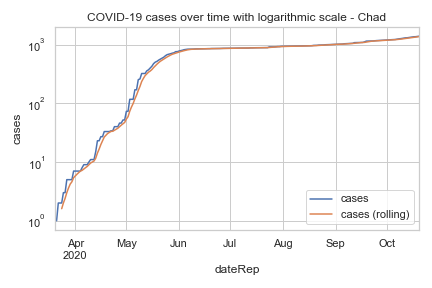 COVID-19 cases over time with logarithmic scale - Chad
10³
10²
10¹
10⁰
cases
cases
cases (rolling)
Apr May Jun Jul Aug Sep Oct
2020
dateRep